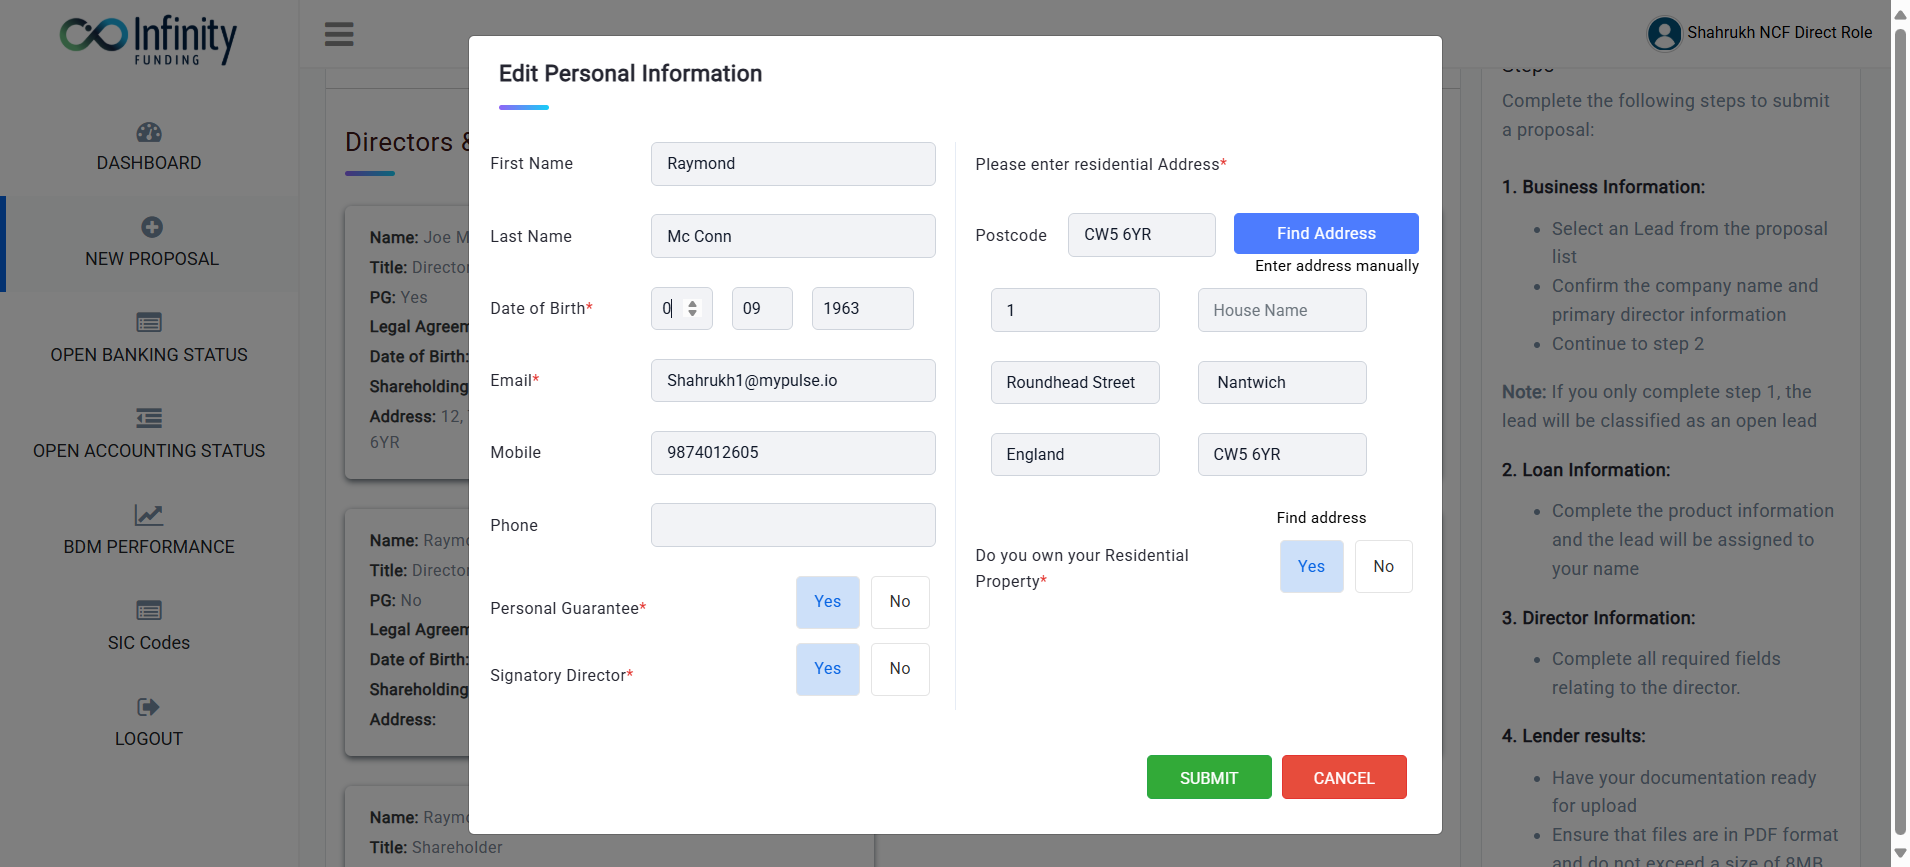 Infinity
FUNDING
DASHBOARD
NEW PROPOSAL
OPEN BANKING STATUS
OPEN ACCOUNTING STATUS
BDM PERFORMANCE
SIC Codes
LOGOUT
Shahrukh NCF Direct Role
Directors &
Name: Joe M
Title: Director
PG: Yes
Legal Agreem
Date of Birth:
Shareholding
Address: 12,
6YR
Name: Raymo
Title: Director
PG: No
Legal Agreem
Date of Birth:
Shareholding
Address:
Name: Raymo
Title: Shareholder
Edit Personal Information
First Name
Raymond
Last Name
Mc Conn
Date of Birth*
0
09
1963
Email*
Shahrukh1@mypulse.io
Mobile
9874012605
Phone
Personal Guarantee*
Yes
No
Signatory Director*
Yes
No
Please enter residential Address*
Postcode
CW5 6YR
Find Address
Enter address manually
1
House Name
Roundhead Street
Nantwich
England
CW5 6YR
Find address
Do you own your Residential
Property*
Yes
No
SUBMIT
CANCEL
Steps
Complete the following steps to submit
a proposal:
1. Business Information:
Select an Lead from the proposal
list
Confirm the company name and
primary director information
Continue to step 2
Note: If you only complete step 1, the
lead will be classified as an open lead
2. Loan Information:
Complete the product information
and the lead will be assigned to
your name
3. Director Information:
Complete all required fields
relating to the director.
4. Lender results:
Have your documentation ready
for upload
Ensure that files are in PDF format
and do not exceed a size of 8MB